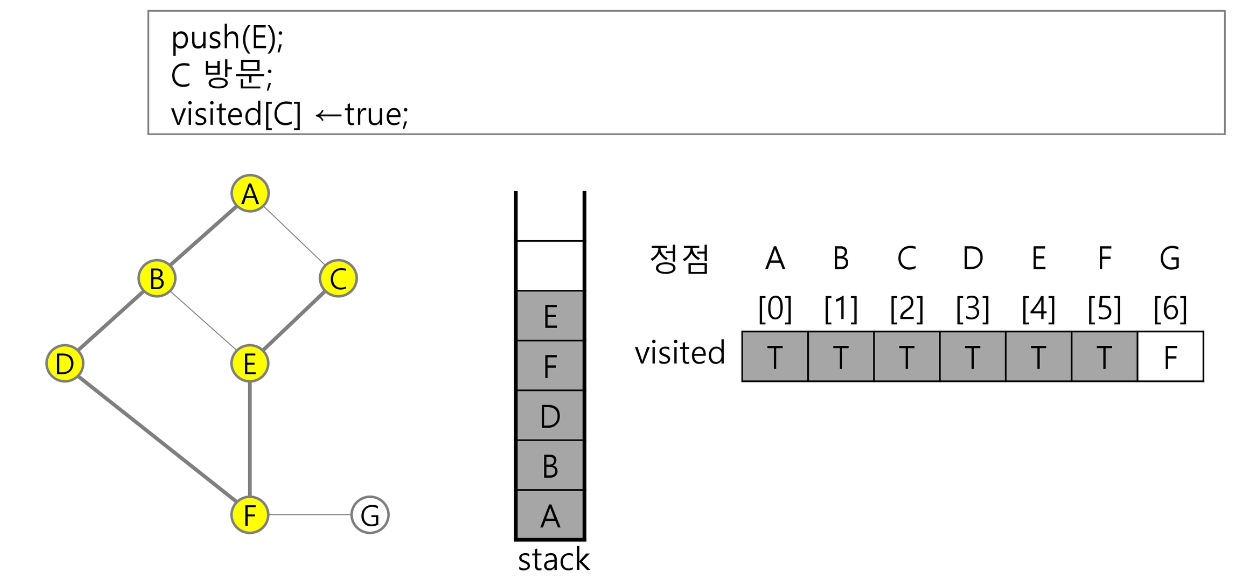 push(E);
C 방문;
visited[C] ←true;
A
B
C
D
E
F
G
E
F
D
B
A
stack
정점 A B C D E F G
[0] [1] [2] [3] [4] [5] [6]
visited T T T T T T F